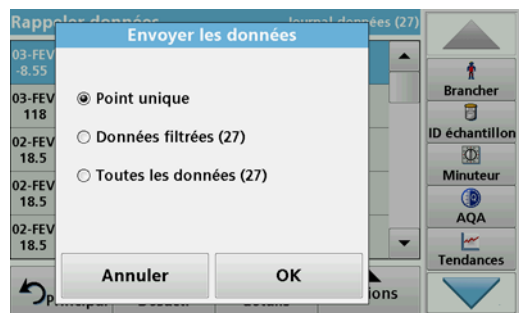 Rappeler données
Journal données (27)
Envoyer les données
03-FEV
-8.55
03-FEV
118
02-FEV
18.5
02-FEV
18.5
02-FEV
18.5
Point unique
Données filtrées (27)
Toutes les données (27)
Annuler
OK
Brancher
ID échantillon
Minuteur
AQA
Tendances